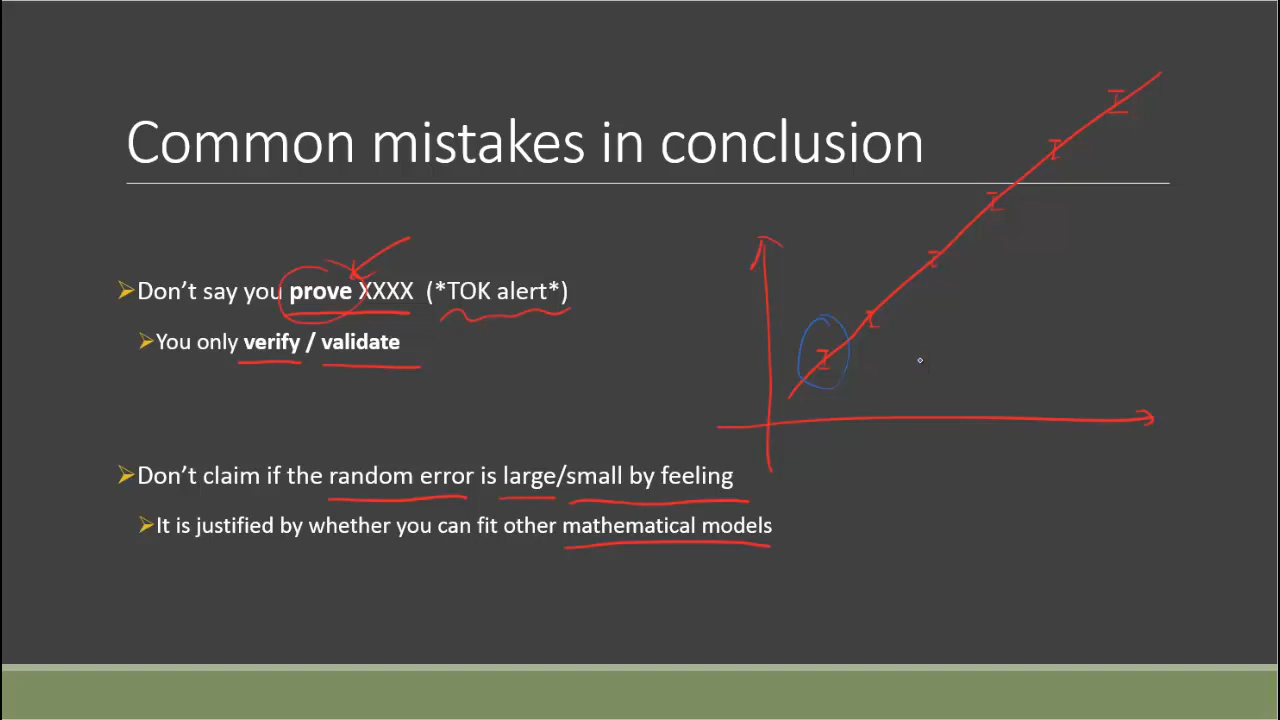 Common mistakes in conclusion
Don't say you prove XXXX (*TOK alert*)
You only verify / validate
Don't claim if the random error is large/small by feeling
It is justified by whether you can fit other mathematical models